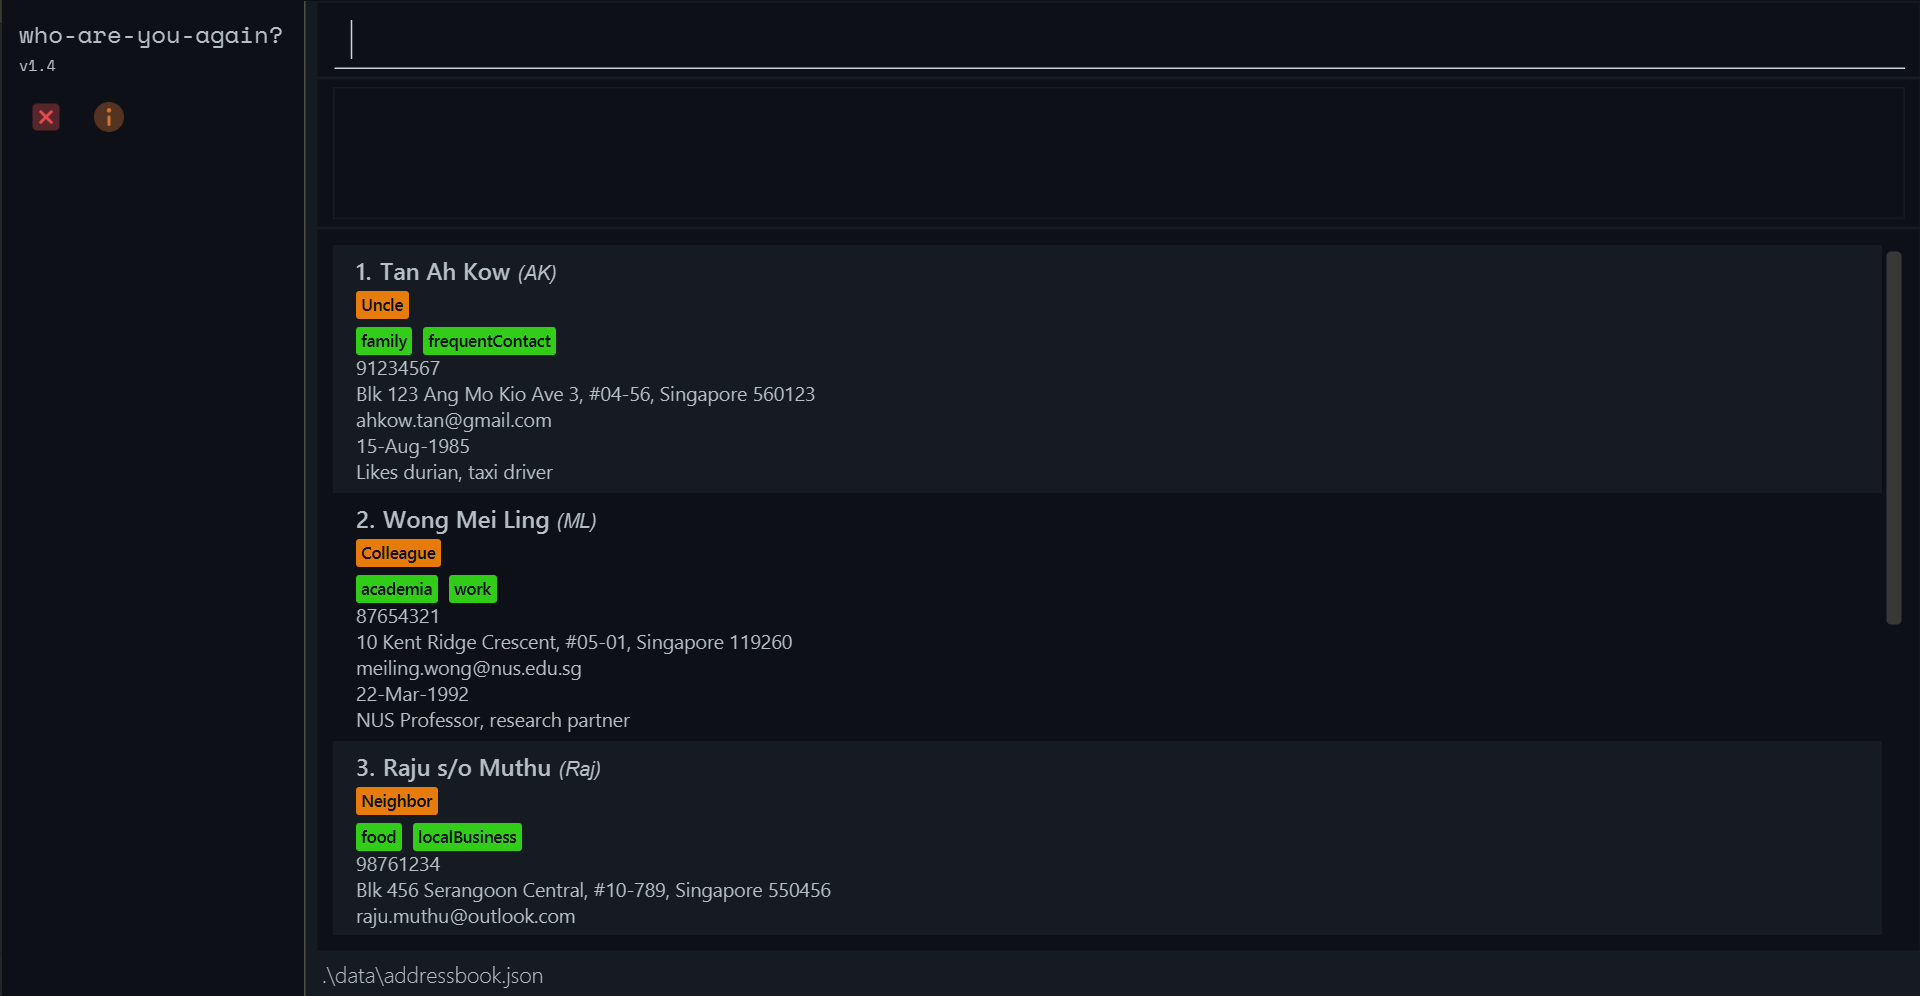 who-are-you-again?
v1.4
1. Tan Ah Kow (AK)
Uncle
family frequentContact
91234567
Blk 123 Ang Mo Kio Ave 3, #04-56, Singapore 560123
ahkow.tan@gmail.com
15-Aug-1985
Likes durian, taxi driver
2. Wong Mei Ling (ML)
Colleague
academia work
87654321
10 Kent Ridge Crescent, #05-01, Singapore 119260
meiling.wong@nus.edu.sg
22-Mar-1992
NUS Professor, research partner
3. Raju s/o Muthu (Raj)
Neighbor
food localBusiness
98761234
Blk 456 Serangoon Central, #10-789, Singapore 550456
raju.muthu@outlook.com
.\data\addressbook.json